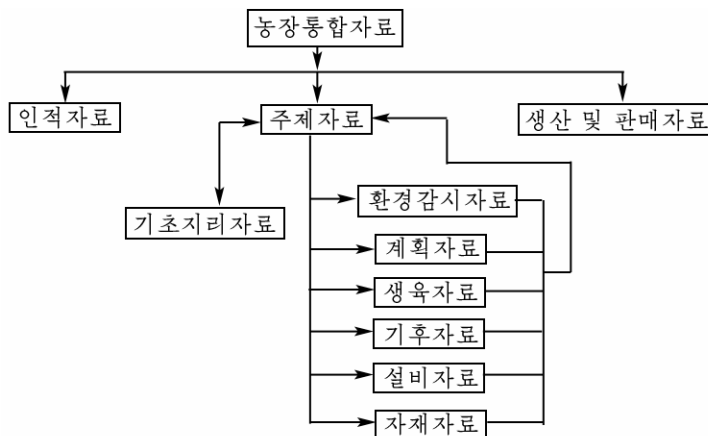 농장통합자료
인적자료
주제자료
생산 및 판매자료
기초지리자료
환경감시자료
계획자료
생육자료
기후자료
설비자료
자재자료